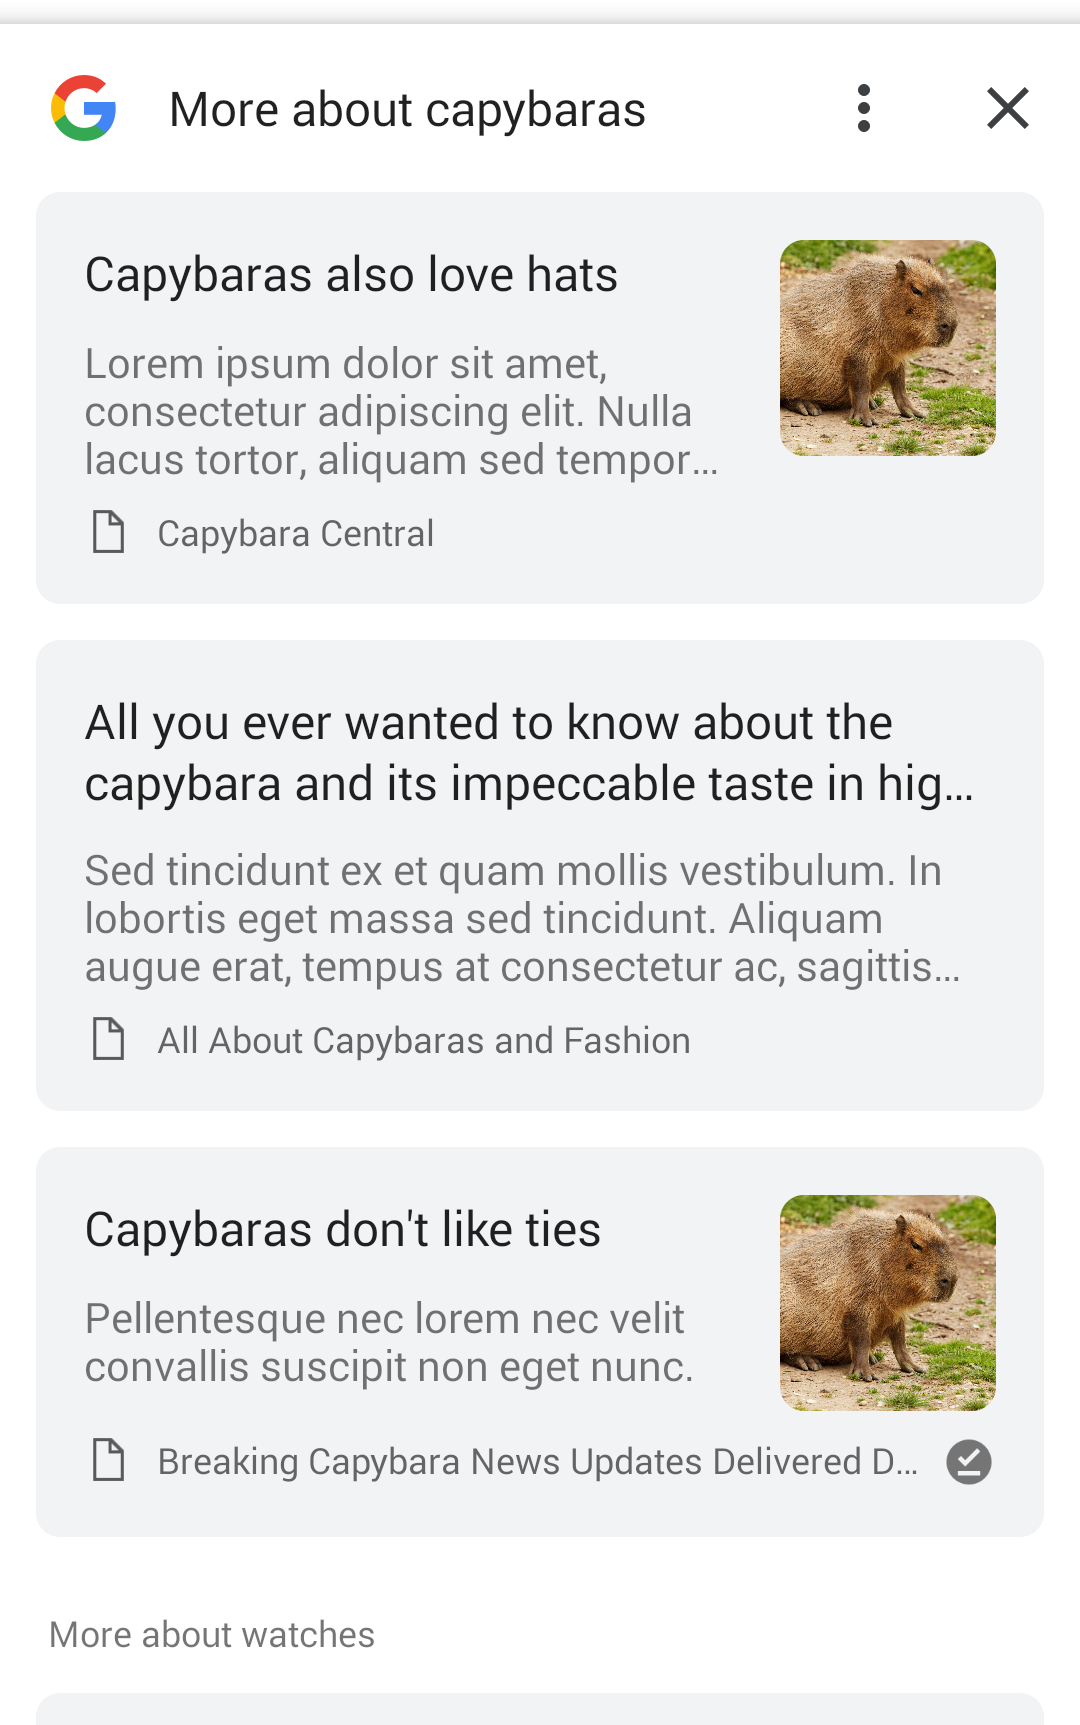 More about capybaras
Capybaras also love hats
Lorem ipsum dolor sit amet,
consectetur adipiscing elit. Nulla
lacus tortor, aliquam sed tempor...
Capybara Central
All you ever wanted to know about the
capybara and its impeccable taste in hig...
Sed tincidunt ex et quam mollis vestibulum. In
lobortis eget massa sed tincidunt. Aliquam
augue erat, tempus at consectetur ac, sagittis...
All About Capybaras and Fashion
Capybaras don't like ties
Pellentesque nec lorem nec velit
convallis suscipit non eget nunc.
Breaking Capybara News Updates Delivered D...
More about watches